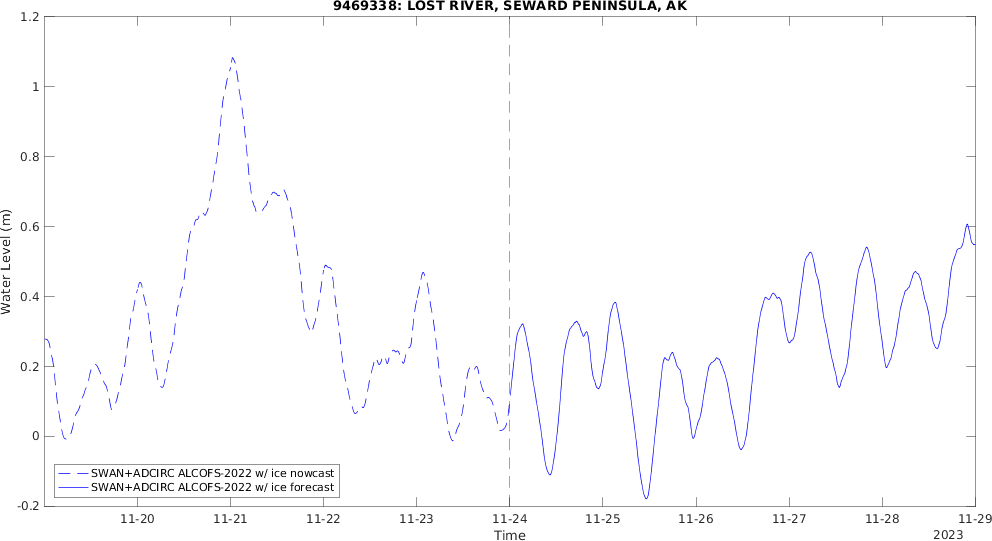 9469338: LOST RIVER, SEWARD PENINSULA, AK
1.2
1
0.8
0.6
0.4
0.2
0
-0.2
Water Level (m)
SWAN+ADCIRC ALCOFS-2022 w/ ice nowcast
SWAN+ADCIRC ALCOFS-2022 w/ ice forecast
11-20 11-21 11-22 11-23 11-24 11-25 11-26 11-27 11-28 11-29
Time
2023